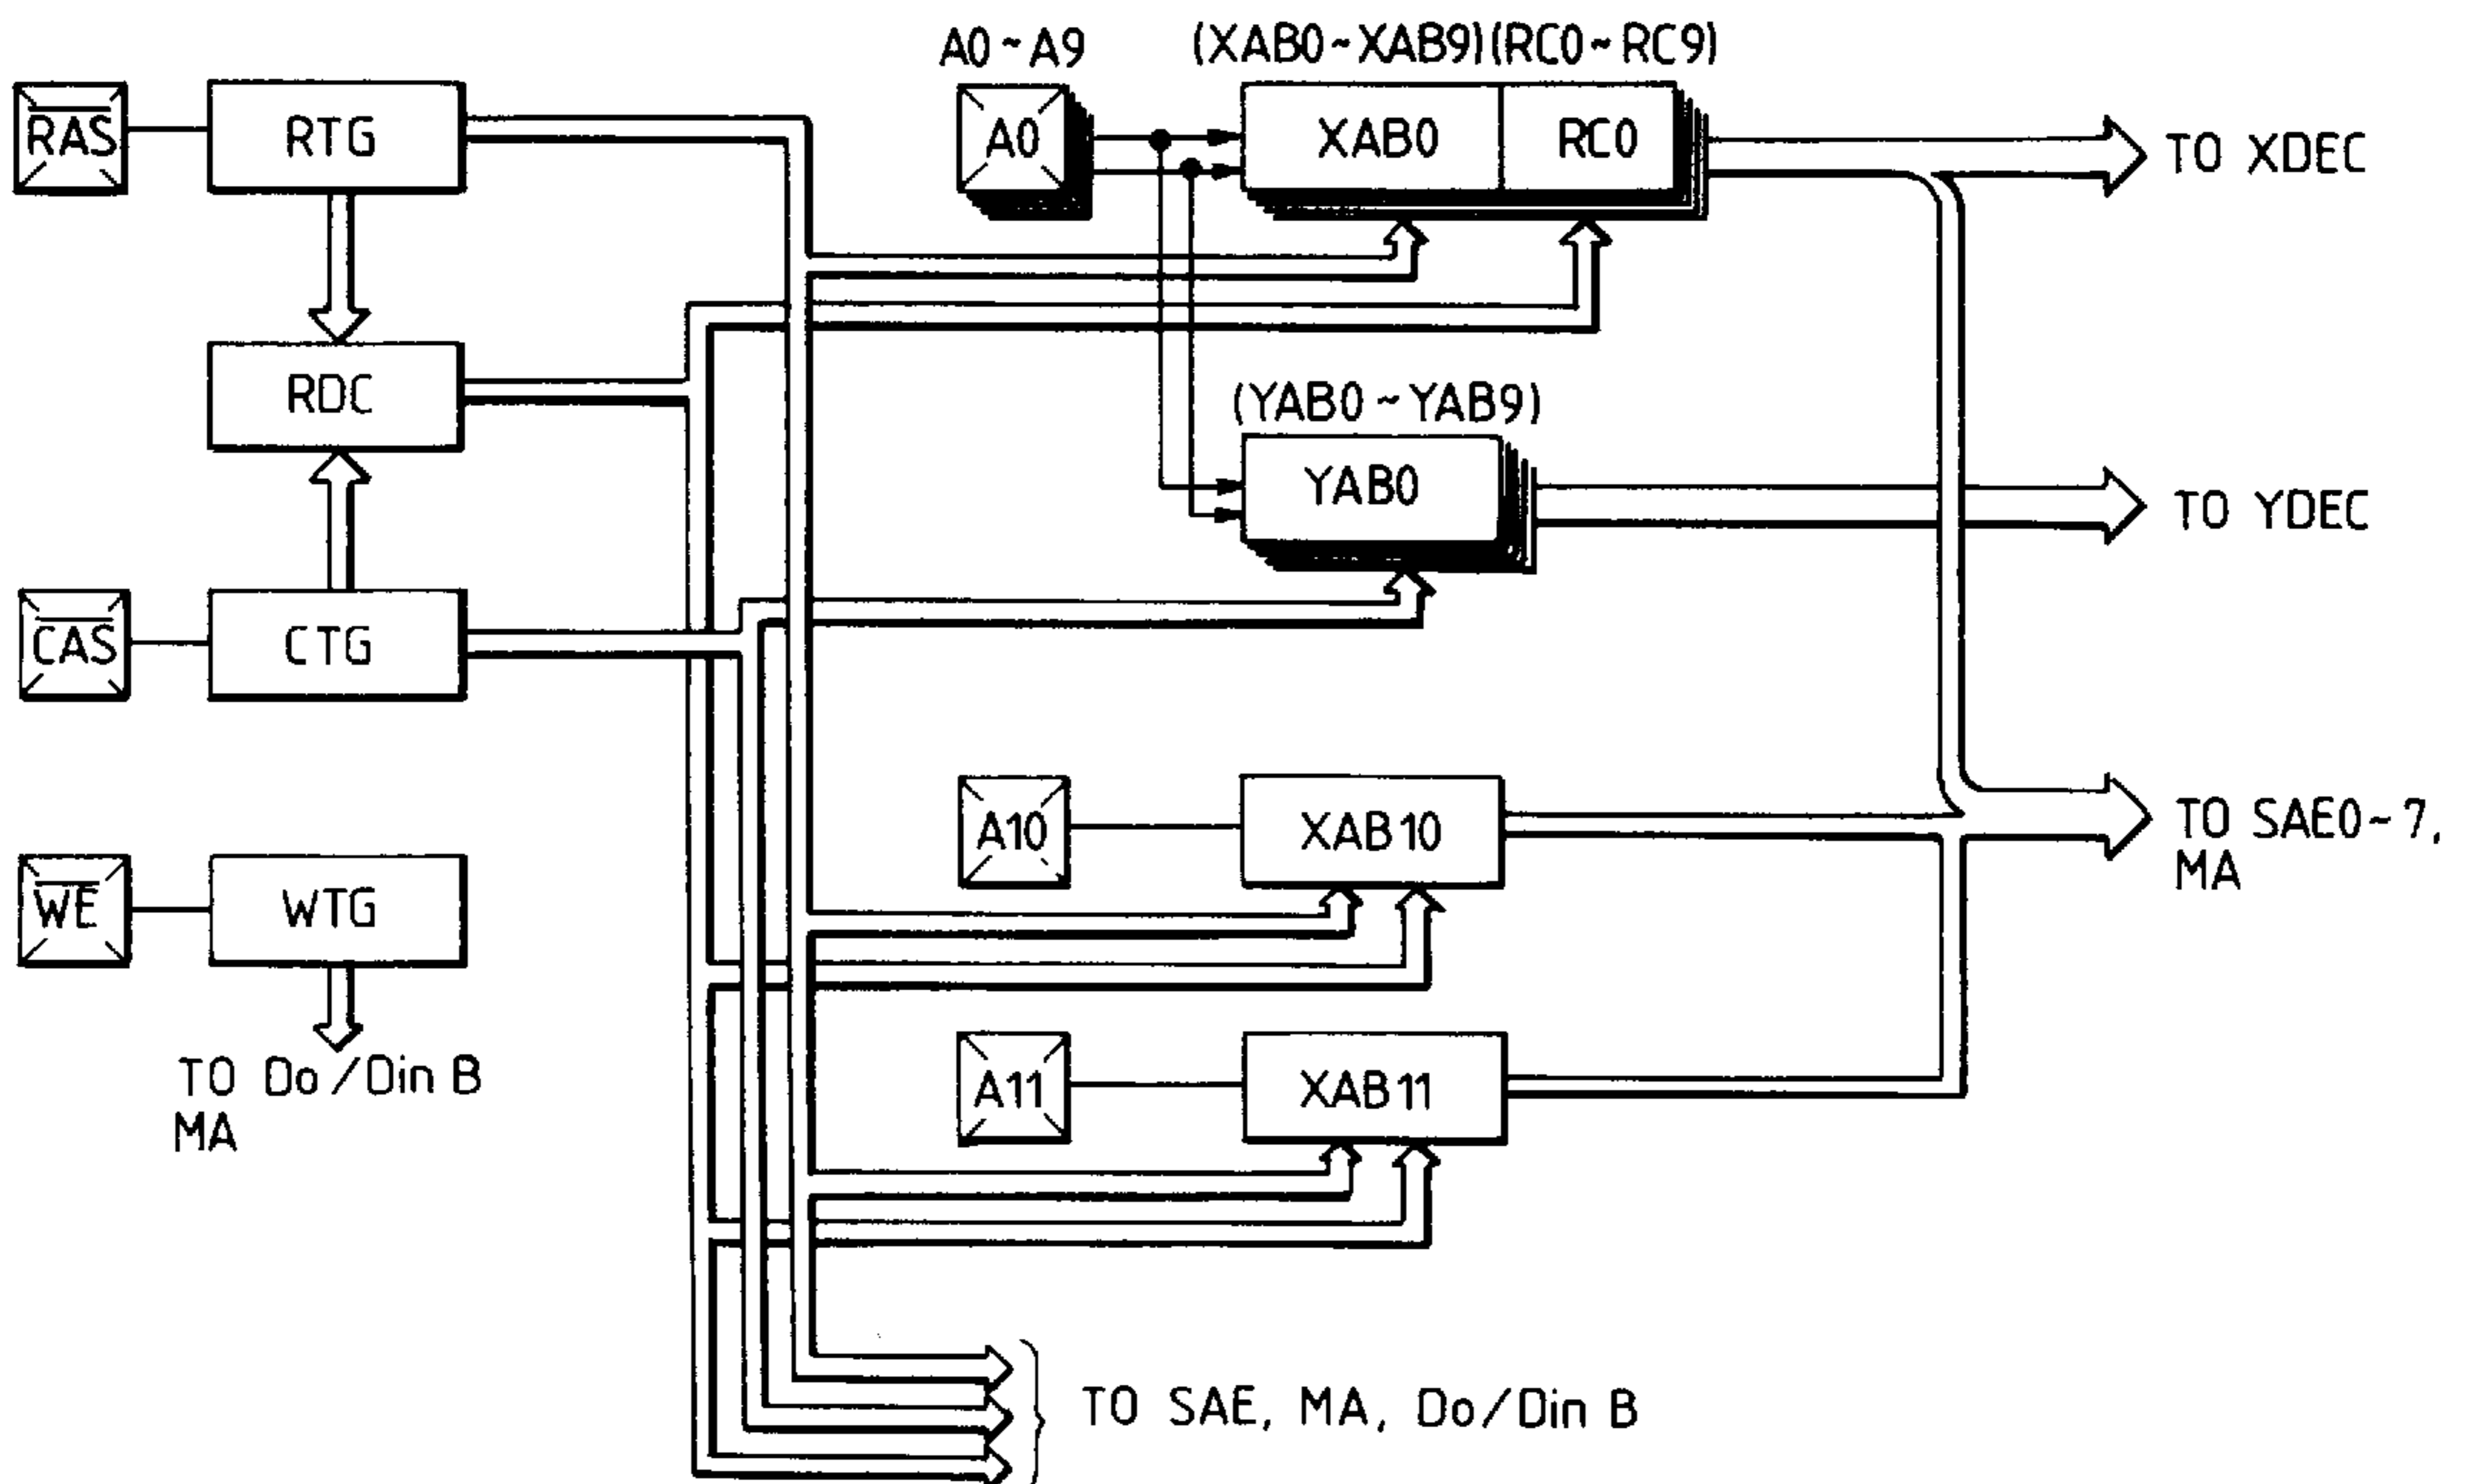 A0~A9
(XAB0~XAB9)(RC0~RC9)
RAS
RTG
A0
XAB0
RC0
TO XDEC
RDC
(YAB0~YAB9)
YAB0
TO YDEC
CAS
CTG
A10
XAB10
TO SAE0~7,
MA
WE
WTG
A11
XAB11
TO Do/Din B
MA
TO SAE, MA, Do/Din B